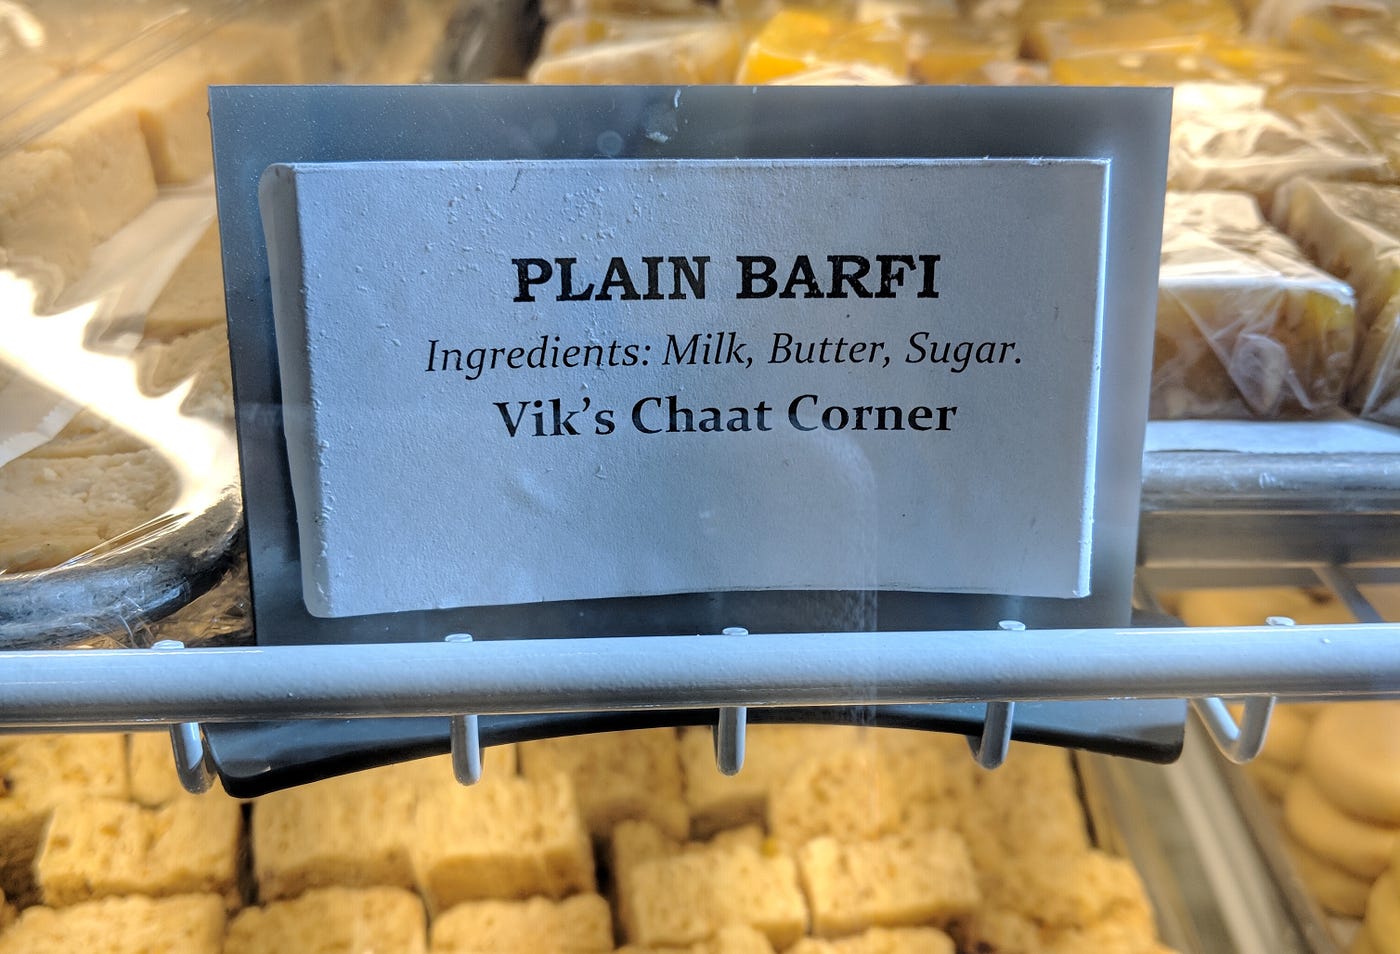 PLAIN BARFI
Ingredients: Milk, Butter, Sugar.
Vik's Chaat Corner